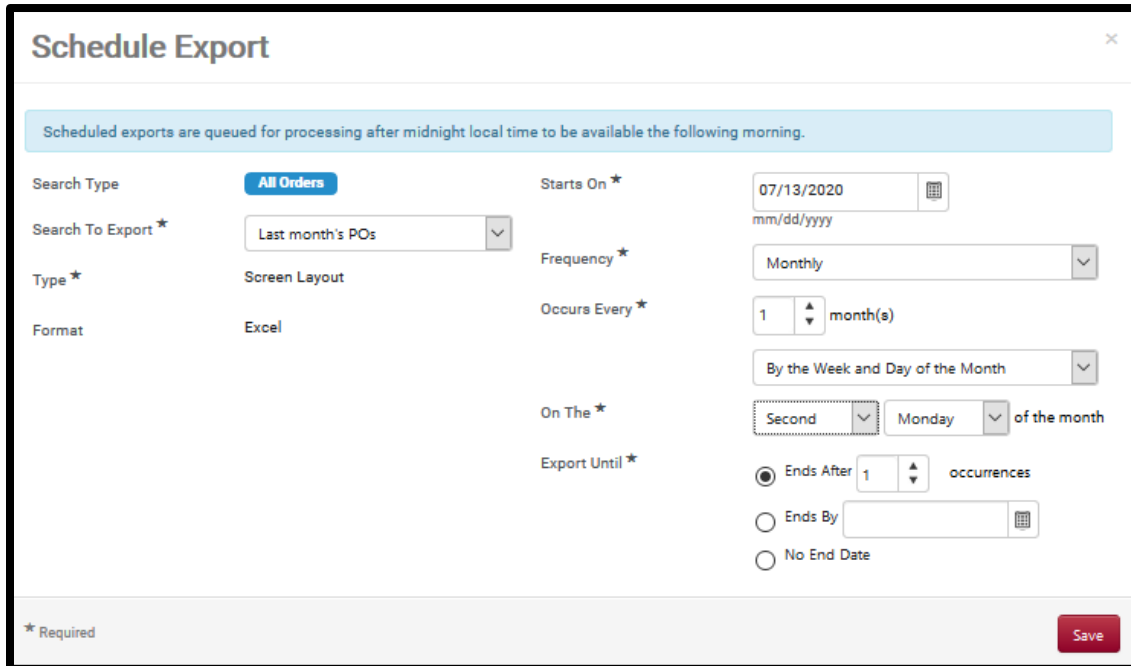 Schedule Export
×
Scheduled exports are queued for processing after midnight local time to be available the following morning.
Search Type
All Orders
Search To Export ★
Last month's POs
Type ★
Screen Layout
Format
Excel
Starts On ★
07/13/2020
mm/dd/yyyy
Frequency ★
Monthly
Occurs Every ★
1 month(s)
By the Week and Day of the Month
On The ★
Second Monday of the month
Export Until ★
Ends After 1 occurrences
Ends By
No End Date
★ Required
Save